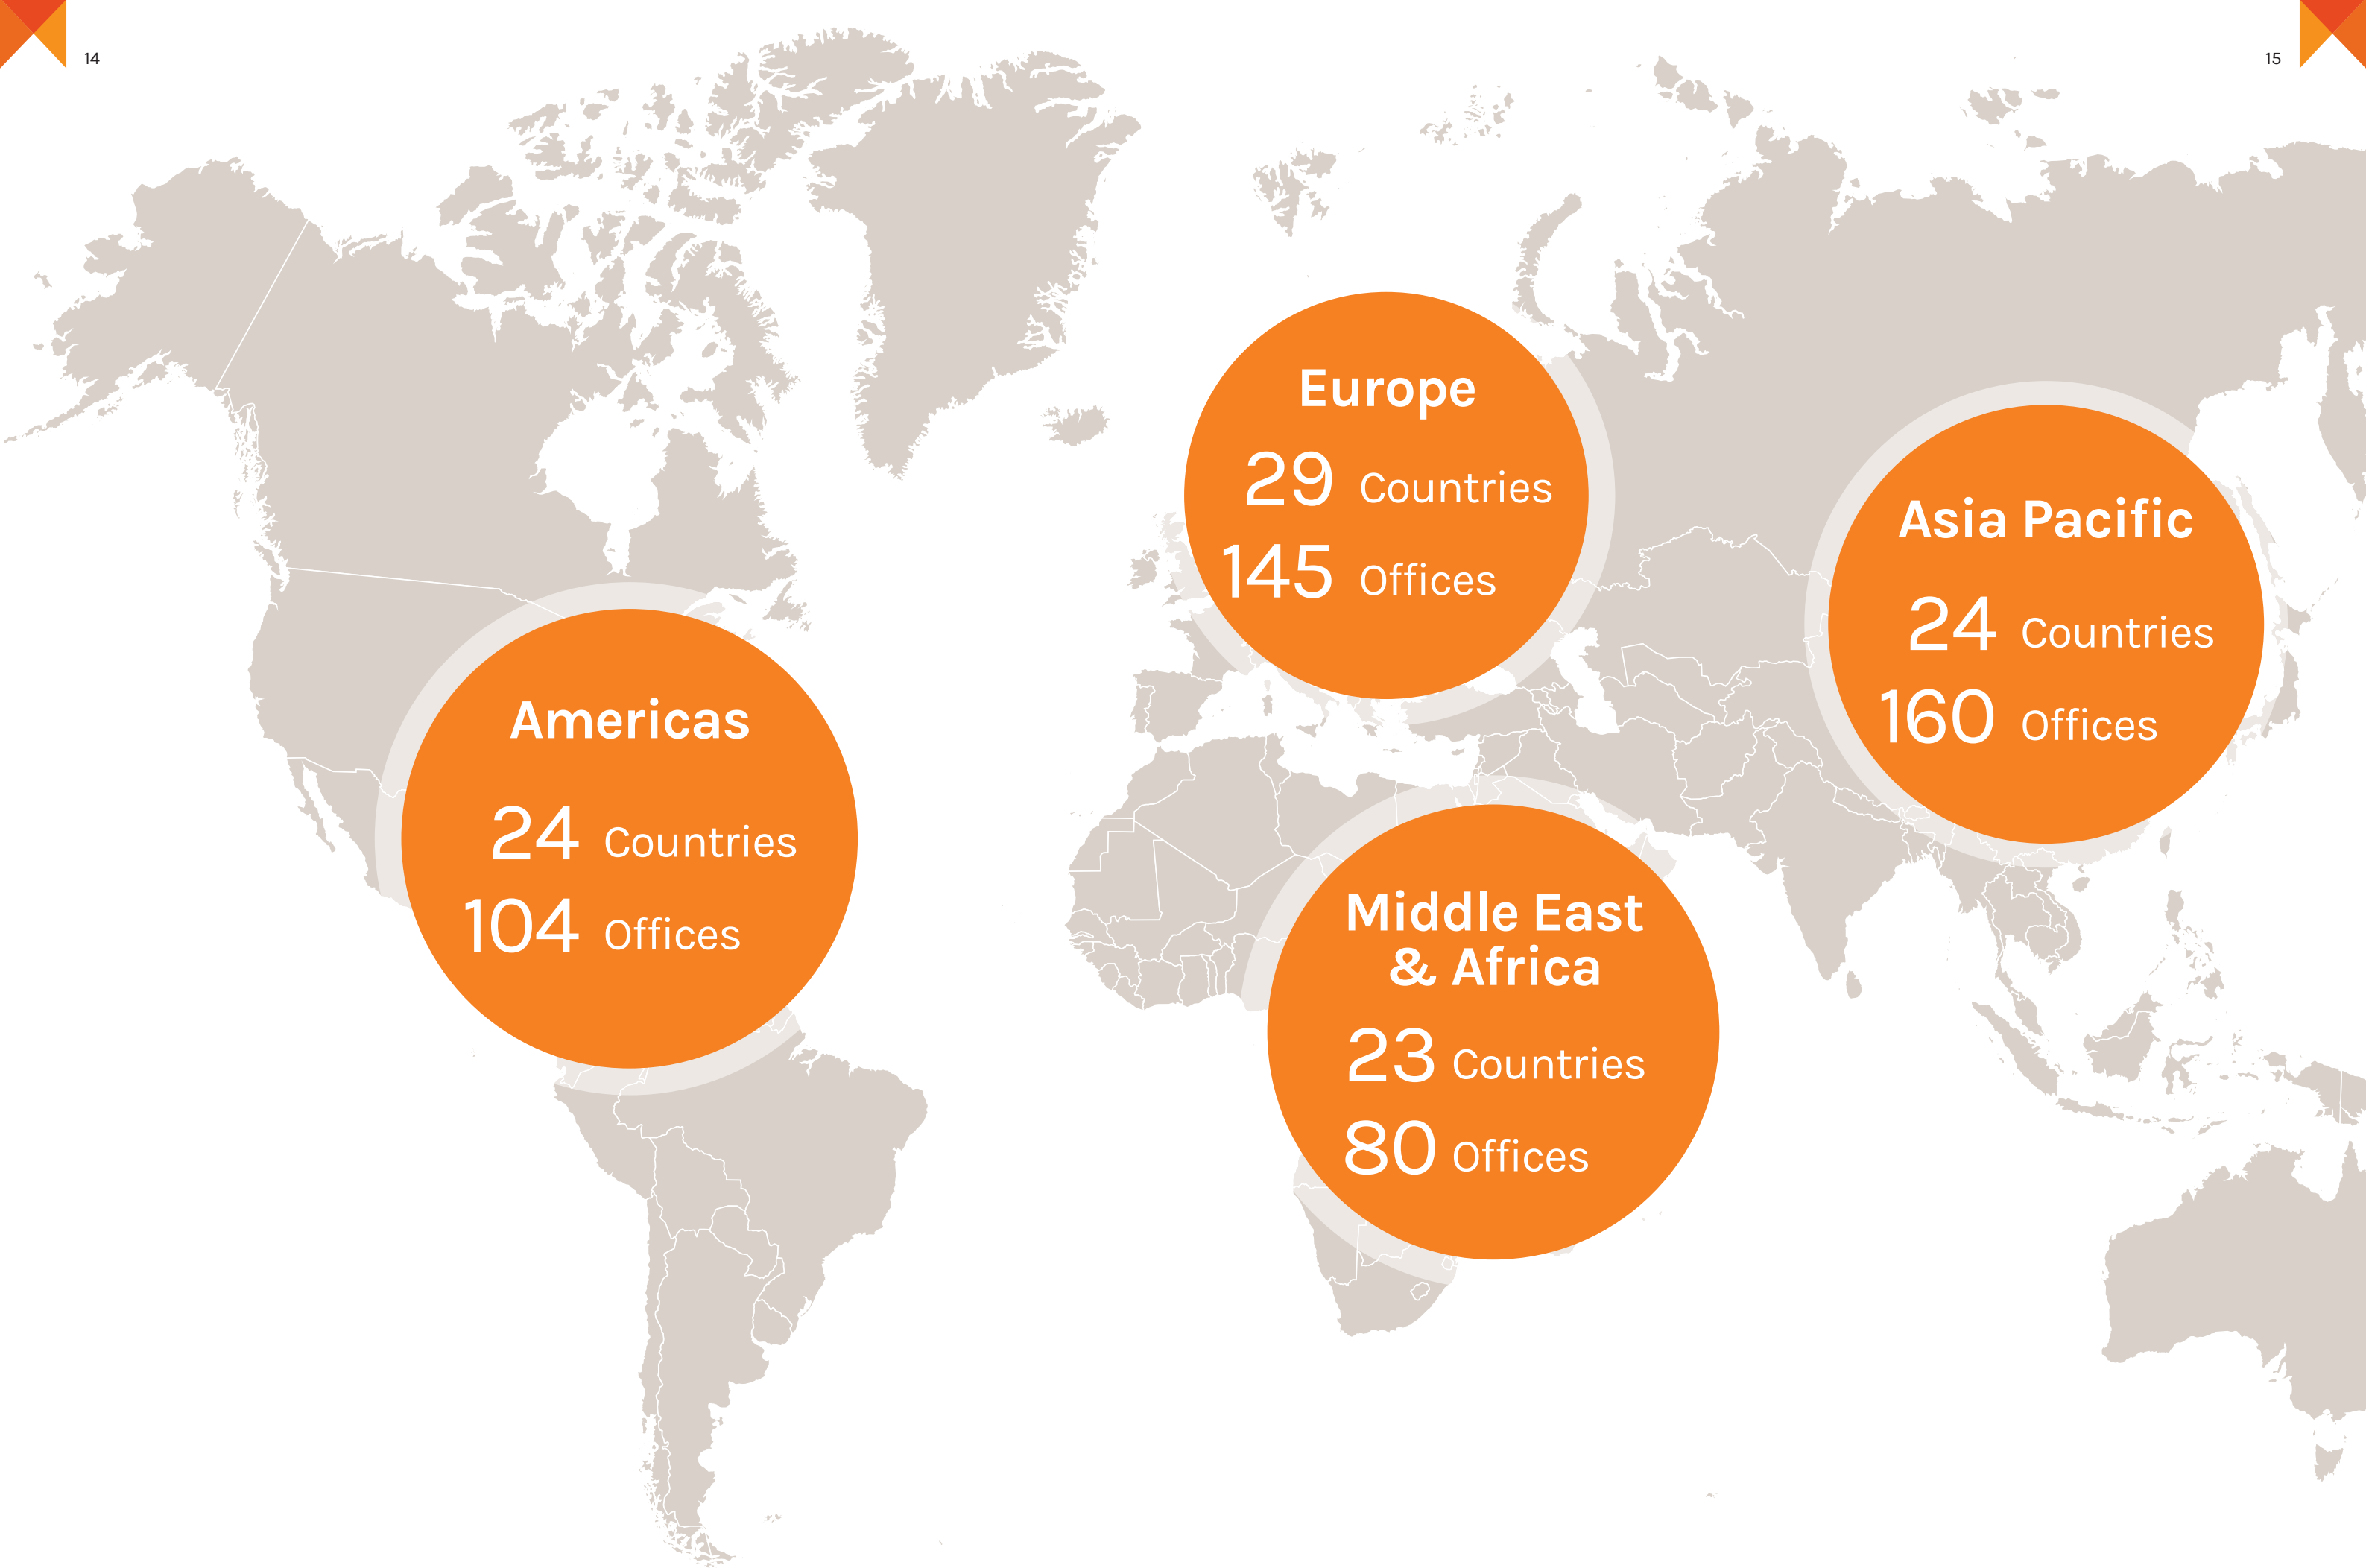 14
15
Europe
29 Countries
145 Offices
Asia Pacific
24 Countries
160 Offices
Americas
24 Countries
104 Offices
Middle East
& Africa
23 Countries
80 Offices